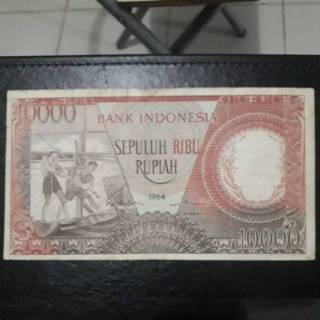 10000
BANK INDONESIA
SEPULUH RIBU
RUPIAH
1964
10000